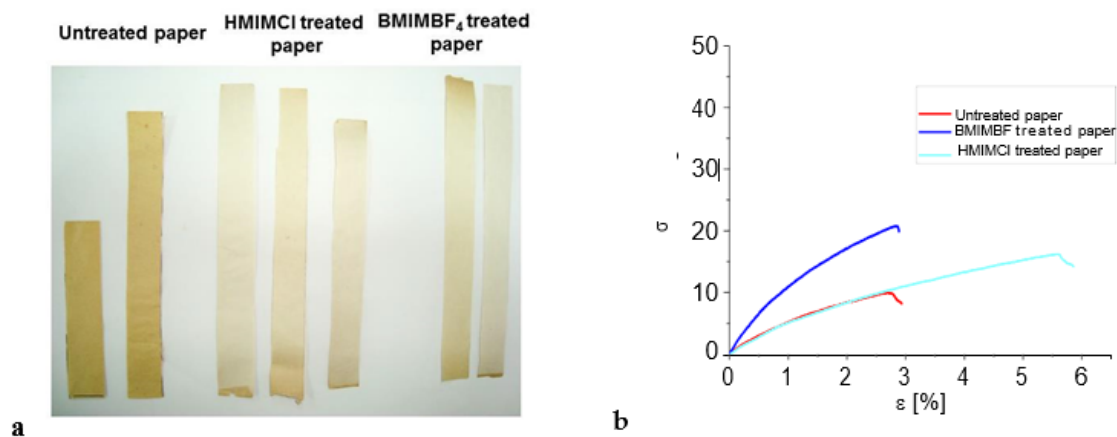 Untreated paper
HMIMCl treated
paper
BMIMBF4 treated
paper
a
50
40
30
20
10
0
σ
0 1 2 3 4 5 6
ε [%]
Untreated paper
BMIMBF treated paper
HMIMCl treated paper
b